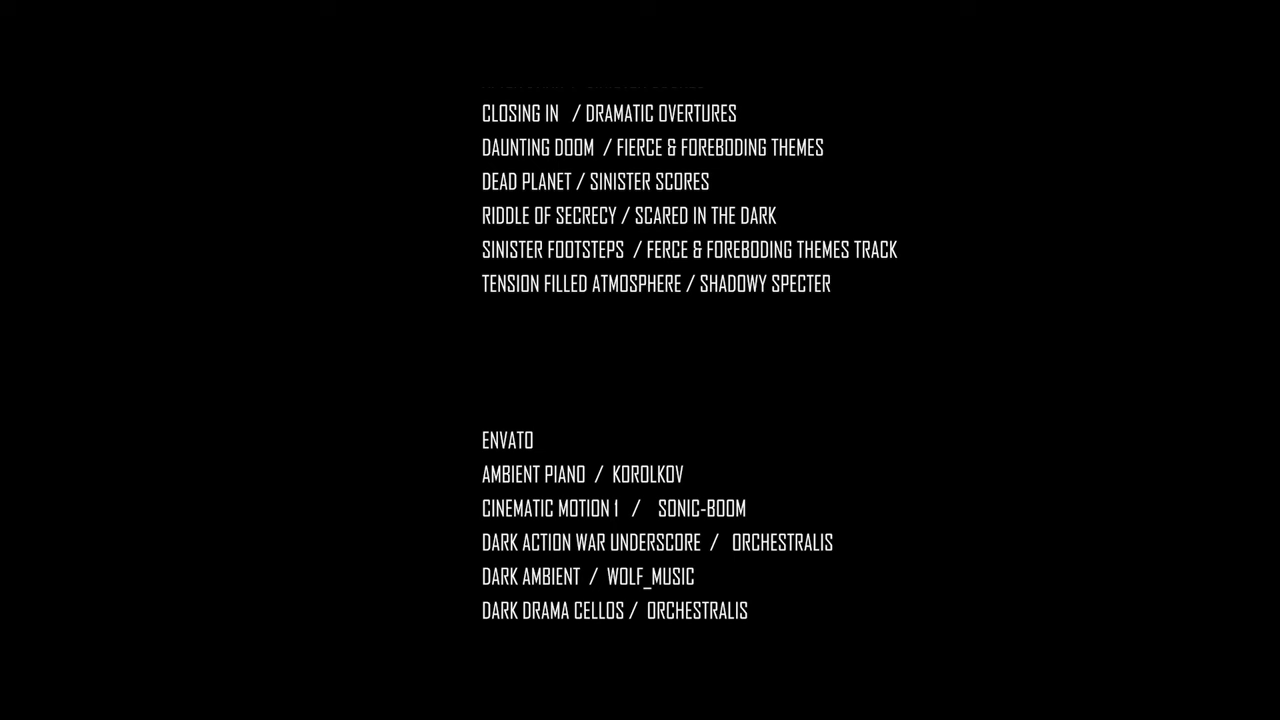 CLOSING IN / DRAMATIC OVERTURES
DAUNTING DOOM / FIERCE & FOREBODING THEMES
DEAD PLANET / SINISTER SCORES
RIDDLE OF SECRECY / SCARED IN THE DARK
SINISTER FOOTSTEPS / FERCE & FOREBODING THEMES TRACK
TENSION FILLED ATMOSPHERE / SHADOWY SPECTER
ENVATO
AMBIENT PIANO / KOROLKOV
CINEMATIC MOTION 1 / SONIC-BOOM
DARK ACTION WAR UNDERSCORE / ORCHESTRALIS
DARK AMBIENT / WOLF_MUSIC
DARK DRAMA CELLOS / ORCHESTRALIS